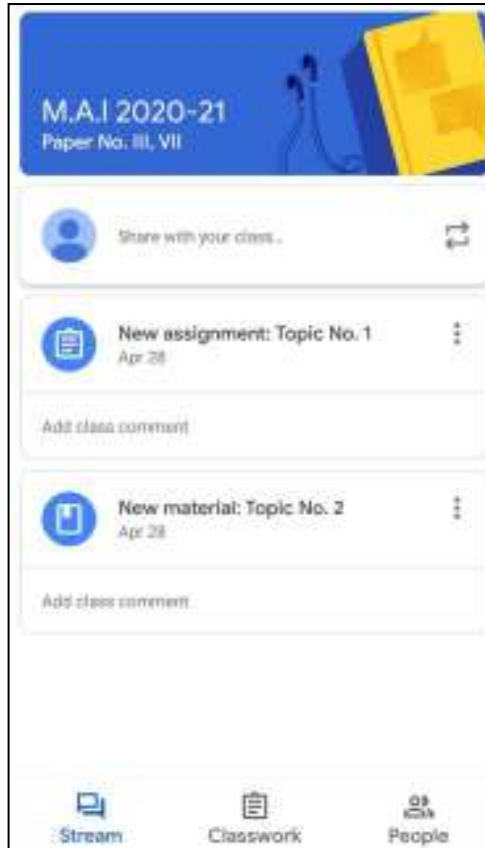 M.A.I 2020-21
Paper No. III, VII
Share with your class...
New assignment: Topic No. 1
Apr 28
Add class comment
New material: Topic No. 2
Apr 28
Add class comment
Stream Classwork People